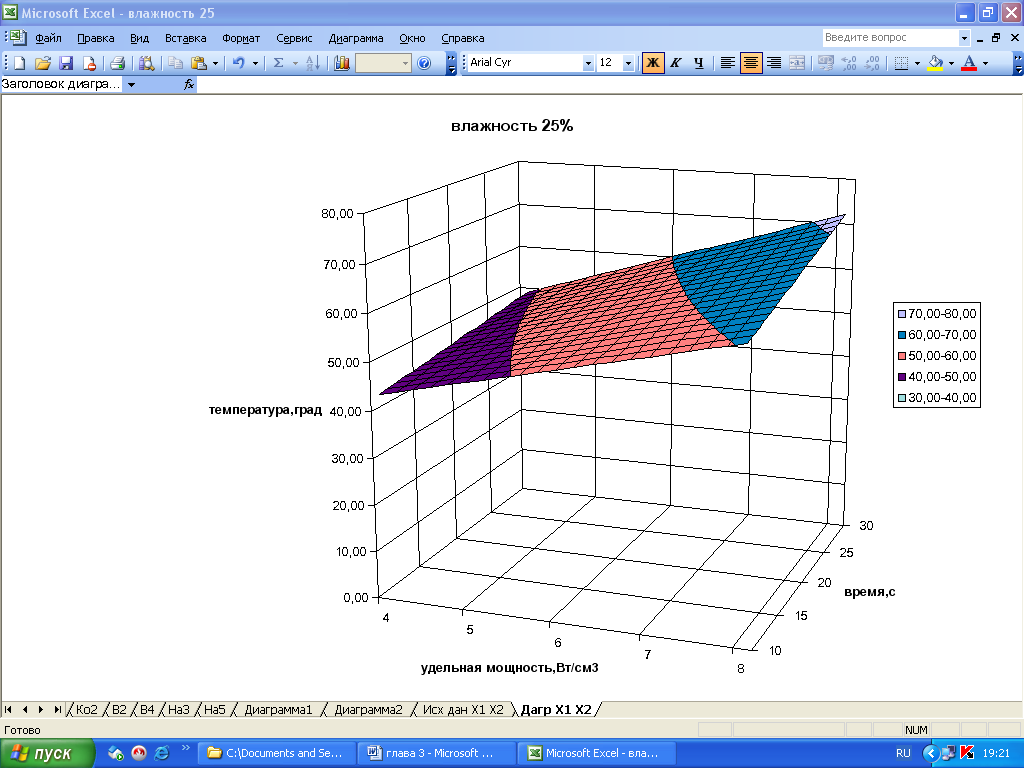 Microsoft Excel - влажность 25
Файл Правка Вид Вставка Формат Сервис Диаграмма Окно Справка
Введите вопрос
Arial Cyr 12 Ж К Ч
Заголовок диагра... fx
влажность 25%
80,00
70,00
60,00
50,00
40,00
30,00
20,00
10,00
0,00
температура,град
70,00-80,00
60,00-70,00
50,00-60,00
40,00-50,00
30,00-40,00
30
25
20
15
10
время,с
4
5
6
7
8
удельная мощность,Вт/см3
Ко2 В2 В4 На3 На5 Диаграмма1 Диаграмма2 Исх дан Х1 Х2 Дагр Х1 Х2
Готово
NUM
пуск
C:\Documents and Se...
глава 3 - Microsoft ...
Microsoft Excel - вла...
RU
19:21